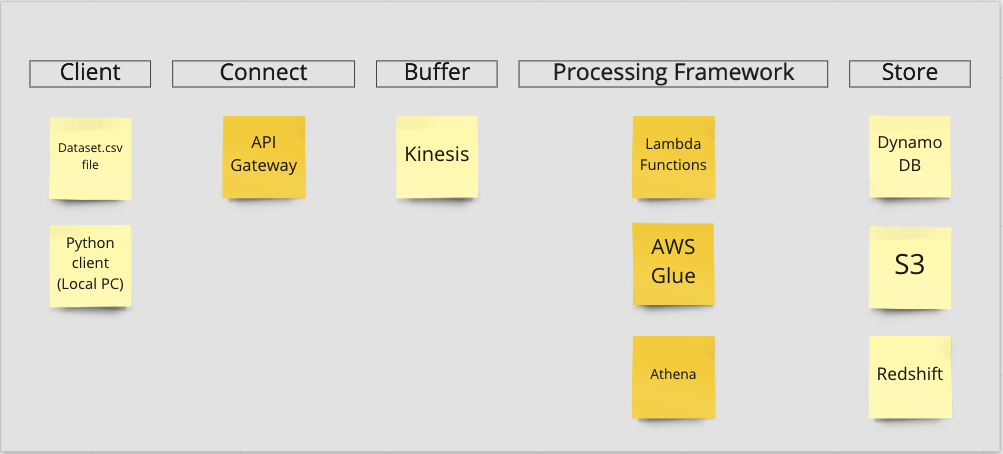 Client
Connect
Buffer
Processing Framework
Store
Dataset.csv
file
API
Gateway
Kinesis
Lambda
Functions
Dynamo
DB
Python
client
(Local PC)
AWS
Glue
S3
Athena
Redshift